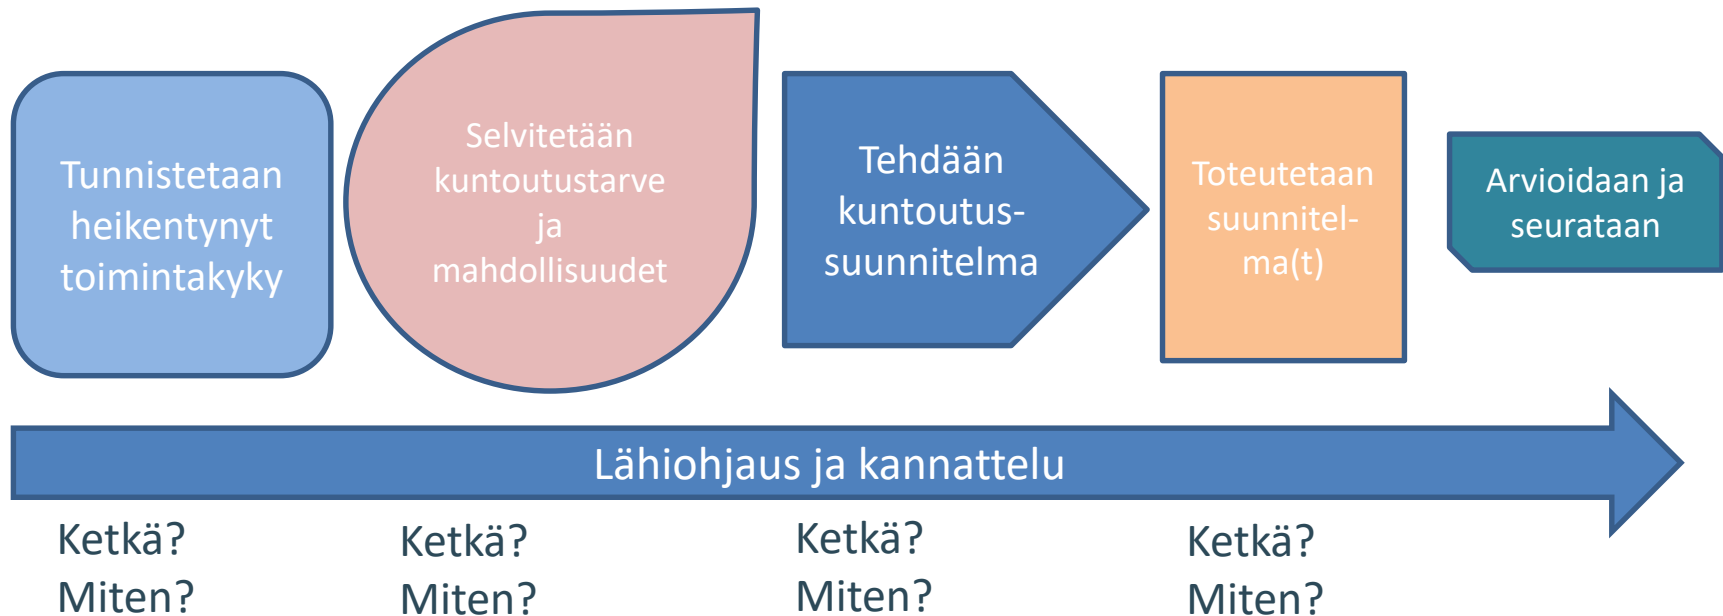 Tunnistetaan
heikentynyt
toimintakyky
Selvitetään
kuntoutustarve
ja
mahdollisuudet
Tehdään
kuntoutus-
suunnitelma
Toteutetaan
suunnitel-
ma(t)
Arvioidaan ja
seurataan
Lähiohjaus ja kannattelu
Ketkä?
Miten?
Ketkä?
Miten?
Ketkä?
Miten?
Ketkä?
Miten?